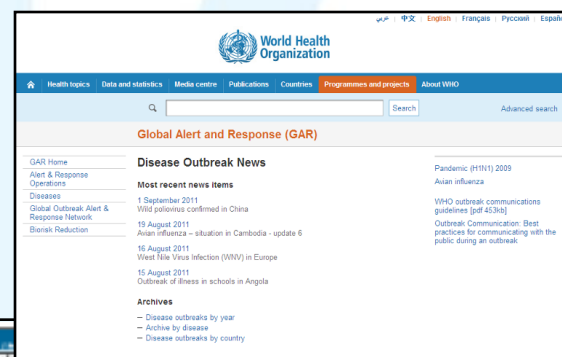 عربي 中文 English Français Русский Españo
World Health
Organization
Health topics Data and statistics Media centre Publications Countries Programmes and projects About WHO
Search Advanced search
Global Alert and Response (GAR)
GAR Home
Alert & Response
Operations
Diseases
Global Outbreak Alert &
Response Network
Biorisk Reduction
Disease Outbreak News
Most recent news items
1 September 2011
Wild poliovirus confirmed in China
19 August 2011
Avian influenza – situation in Cambodia - update 6
16 August 2011
West Nile Virus Infection (WNV) in Europe
15 August 2011
Outbreak of illness in schools in Angola
Archives
— Disease outbreaks by year
— Archive by disease
— Disease outbreaks by country
Pandemic (H1N1) 2009
Avian influenza
WHO outbreak communications
guidelines [pdf 453kb]
Outbreak Communication: Best
practices for communicating with the
public during an outbreak